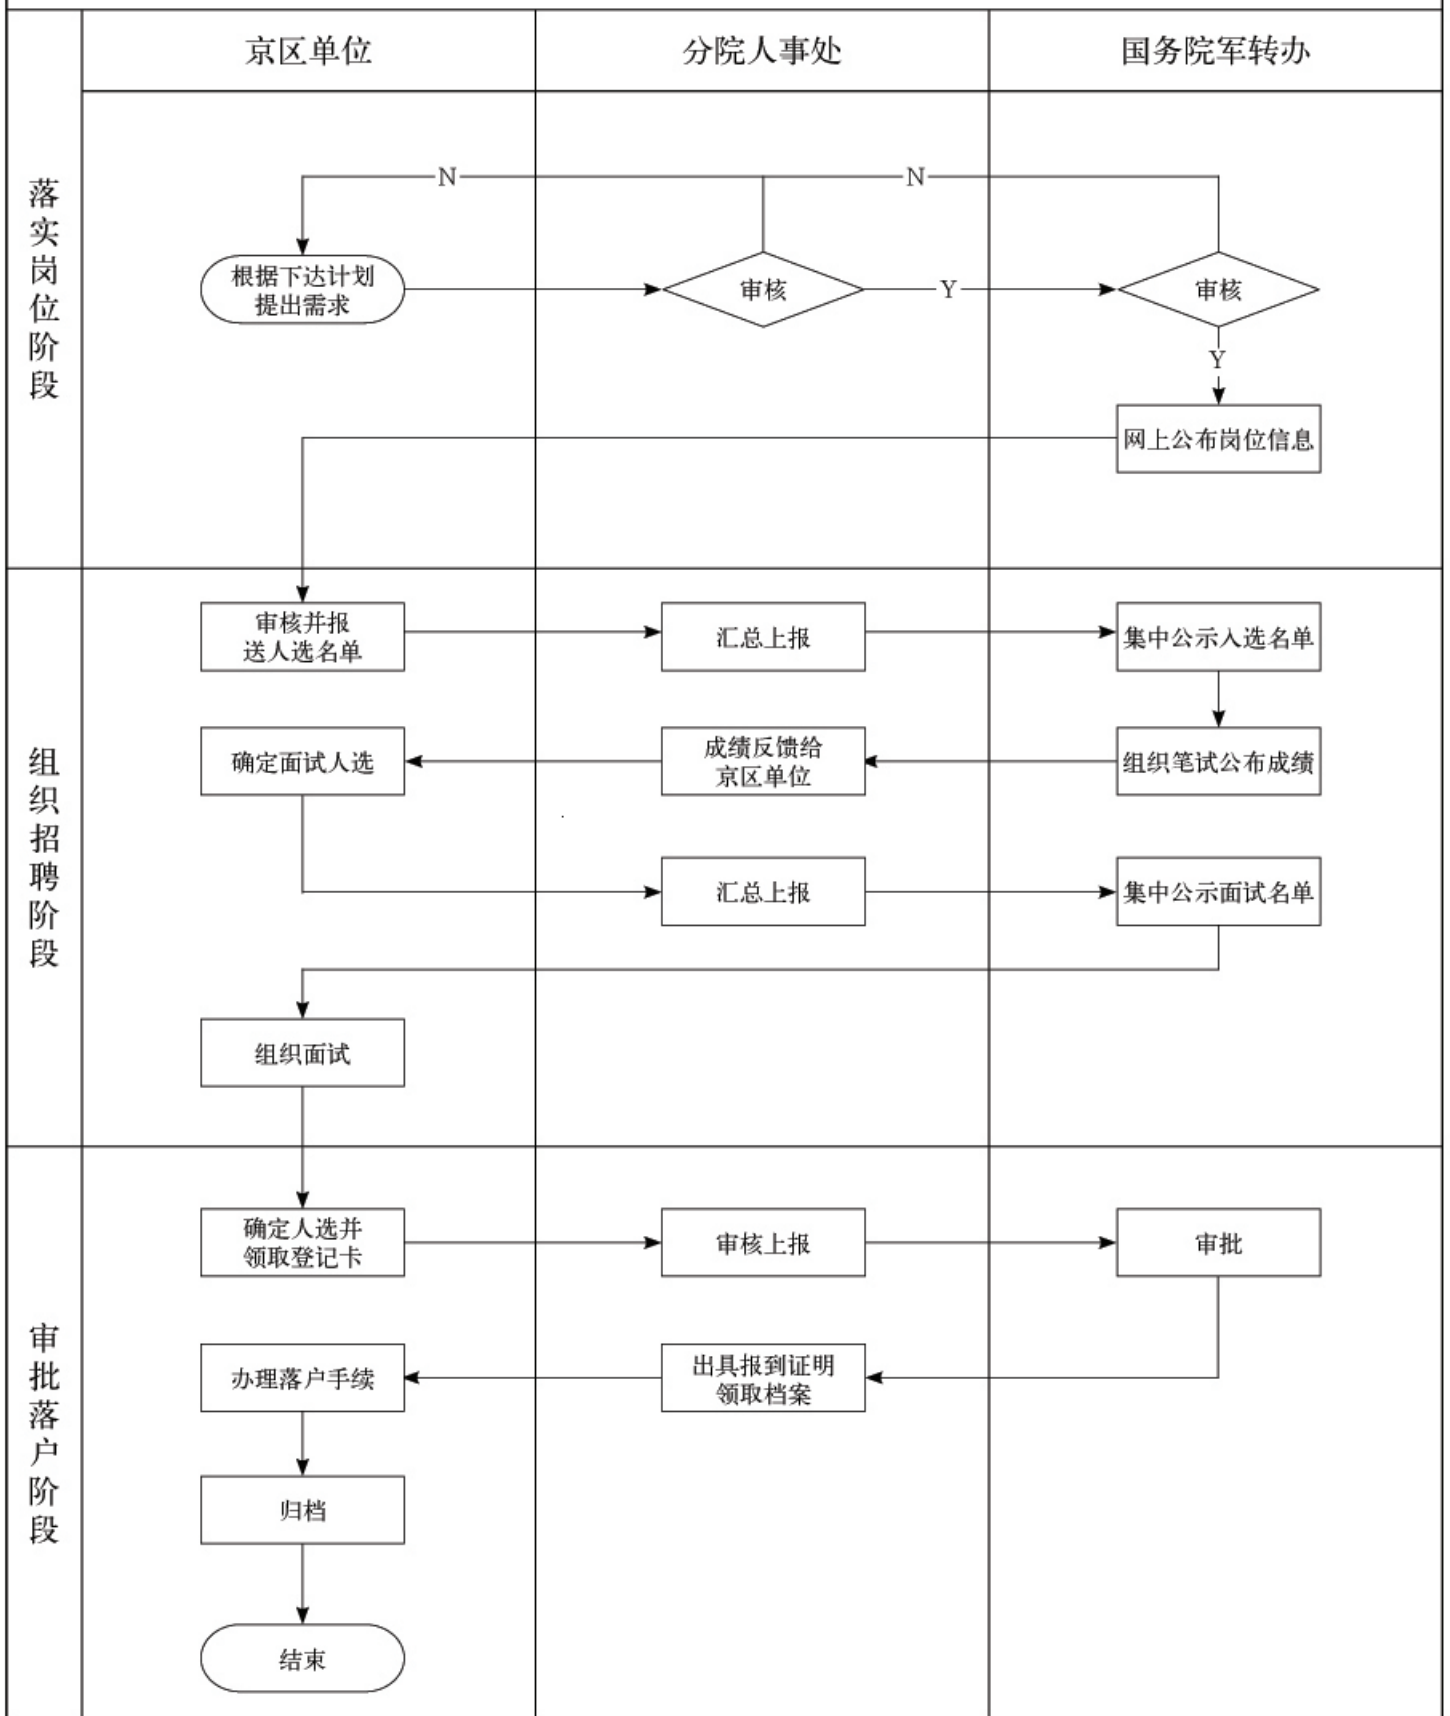 京区单位
分院人事处
国务院军转办
落实岗位阶段
N
N
根据下达计划
提出需求
审核
Y
审核
Y
网上公布岗位信息
组织招聘阶段
审核并报
送人选名单
汇总上报
集中公示入选名单
确定面试人选
成绩反馈给
京区单位
组织笔试公布成绩
汇总上报
集中公示面试名单
组织面试
审批落户阶段
确定人选并
领取登记卡
审核上报
审批
办理落户手续
出具报到证明
领取档案
归档
结束